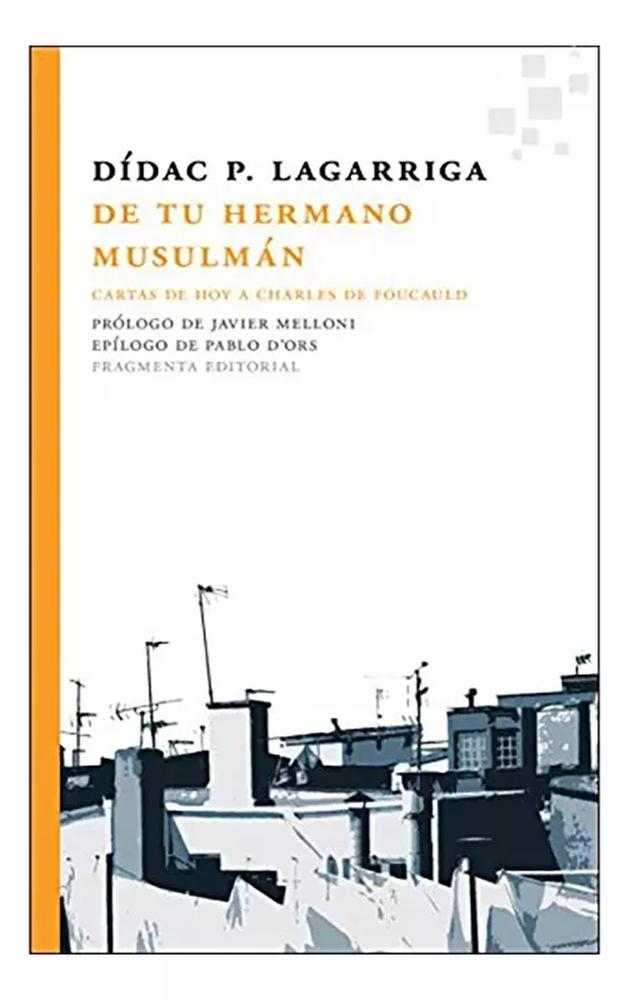 DÍDAC P. LAGARRIGA
DE TU HERMANO
MUSULMÁN
CARTAS DE HOY A CHARLES DE FOUCAULD
PRÓLOGO DE JAVIER MELLONI
EPÍLOGO DE PABLO D'ORS
FRAGMENTA EDITORIAL